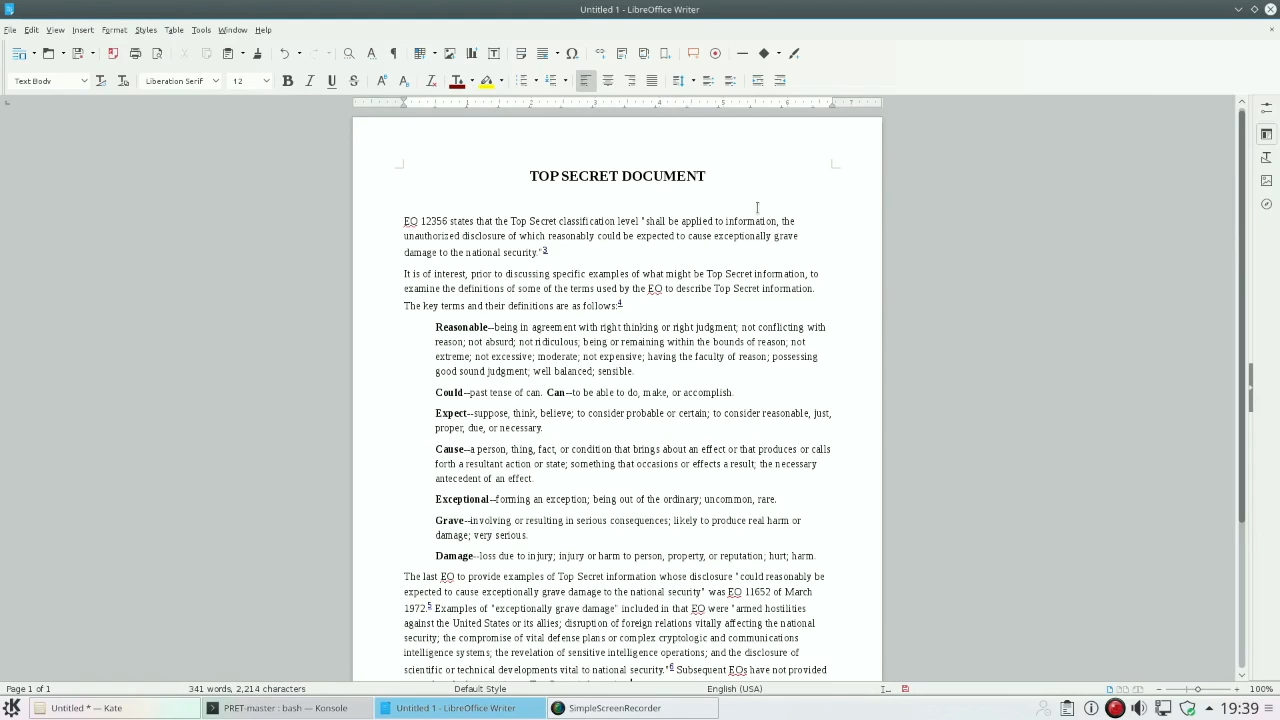 Untitled 1 - LibreOffice Writer
File Edit View Insert Format Styles Table Tools Window Help
Text Body Liberation Serif 12
1 2 3 4 5 6 7
TOP SECRET DOCUMENT
EO 12356 states that the Top Secret classification level "shall be applied to information, the
unauthorized disclosure of which reasonably could be expected to cause exceptionally grave
damage to the national security."3
It is of interest, prior to discussing specific examples of what might be Top Secret information, to
examine the definitions of some of the terms used by the EO to describe Top Secret information.
The key terms and their definitions are as follows:4
Reasonable--being in agreement with right thinking or right judgment; not conflicting with
reason; not absurd; not ridiculous; being or remaining within the bounds of reason; not
extreme; not excessive; moderate; not expensive; having the faculty of reason; possessing
good sound judgment; well balanced; sensible.
Could--past tense of can. Can--to be able to do, make, or accomplish.
Expect--suppose, think, believe; to consider probable or certain; to consider reasonable, just,
proper, due, or necessary.
Cause--a person, thing, fact, or condition that brings about an effect or that produces or calls
forth a resultant action or state; something that occasions or effects a result; the necessary
antecedent of an effect.
Exceptional--forming an exception; being out of the ordinary; uncommon, rare.
Grave--involving or resulting in serious consequences; likely to produce real harm or
damage; very serious.
Damage--loss due to injury; injury or harm to person, property, or reputation; hurt; harm.
The last EO to provide examples of Top Secret information whose disclosure "could reasonably be
expected to cause exceptionally grave damage to the national security" was EO 11652 of March
1972.5 Examples of "exceptionally grave damage" included in that EO were "armed hostilities
against the United States or its allies; disruption of foreign relations vitally affecting the national
security; the compromise of vital defense plans or complex cryptologic and communications
intelligence systems; the revelation of sensitive intelligence operations; and the disclosure of
scientific or technical developments vital to national security."6 Subsequent EOs have not provided
Page 1 of 1 341 words, 2,214 characters Default Style English (USA) 100%
Untitled * — Kate PRET-master : bash — Konsole Untitled 1 - LibreOffice Writer SimpleScreenRecorder 19:39